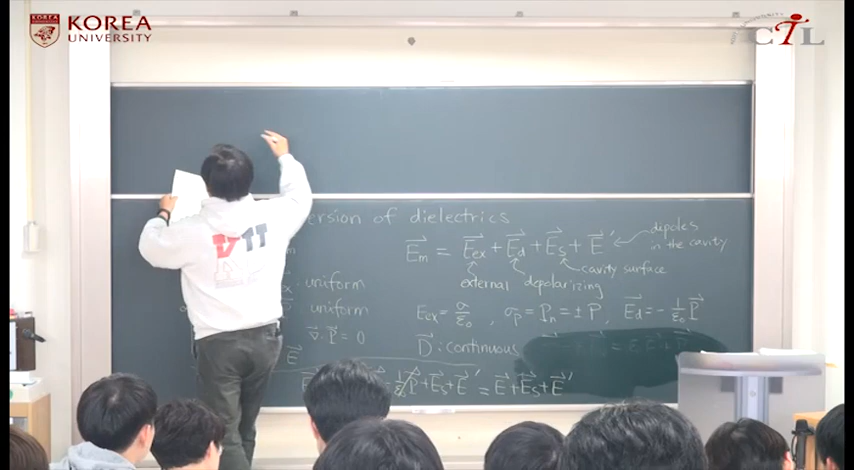 KOREA
UNIVERSITY
CTL
ersion of dielectrics
E⃗m = E⃗ex + E⃗d + E⃗s + E⃗′
dipoles
in the cavity
cavity surface
external depolarizing
uniform
uniform
∇⃗·P⃗ = 0
Eex = σ/ε₀ , σp = Pn = ±P , E⃗d = -1/ε₀ P⃗
D⃗ : continuous
E⃗
P⃗ + E⃗s + E⃗′ = E⃗ + E⃗s + E⃗′